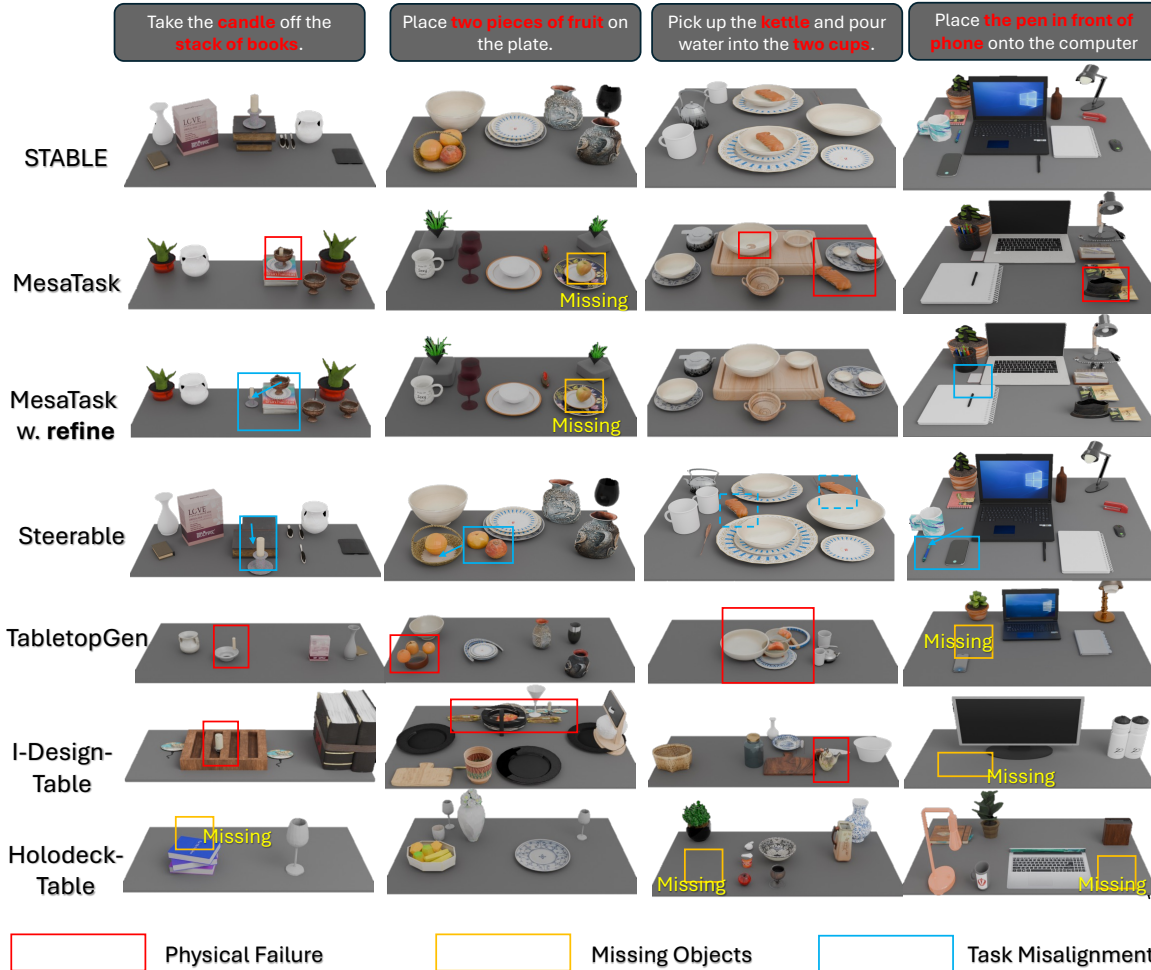 Take the candle off the
stack of books.
Place two pieces of fruit on
the plate.
Pick up the kettle and pour
water into the two cups.
Place the pen in front of
phone onto the computer
STABLE
LOVE
MesaTask
Missing
MesaTask
w. refine
Missing
Steerable
LOVE
TabletopGen
Missing
I-Design-
Table
Missing
Holodeck-
Table
Missing
Missing
Missing
Physical Failure
Missing Objects
Task Misalignment